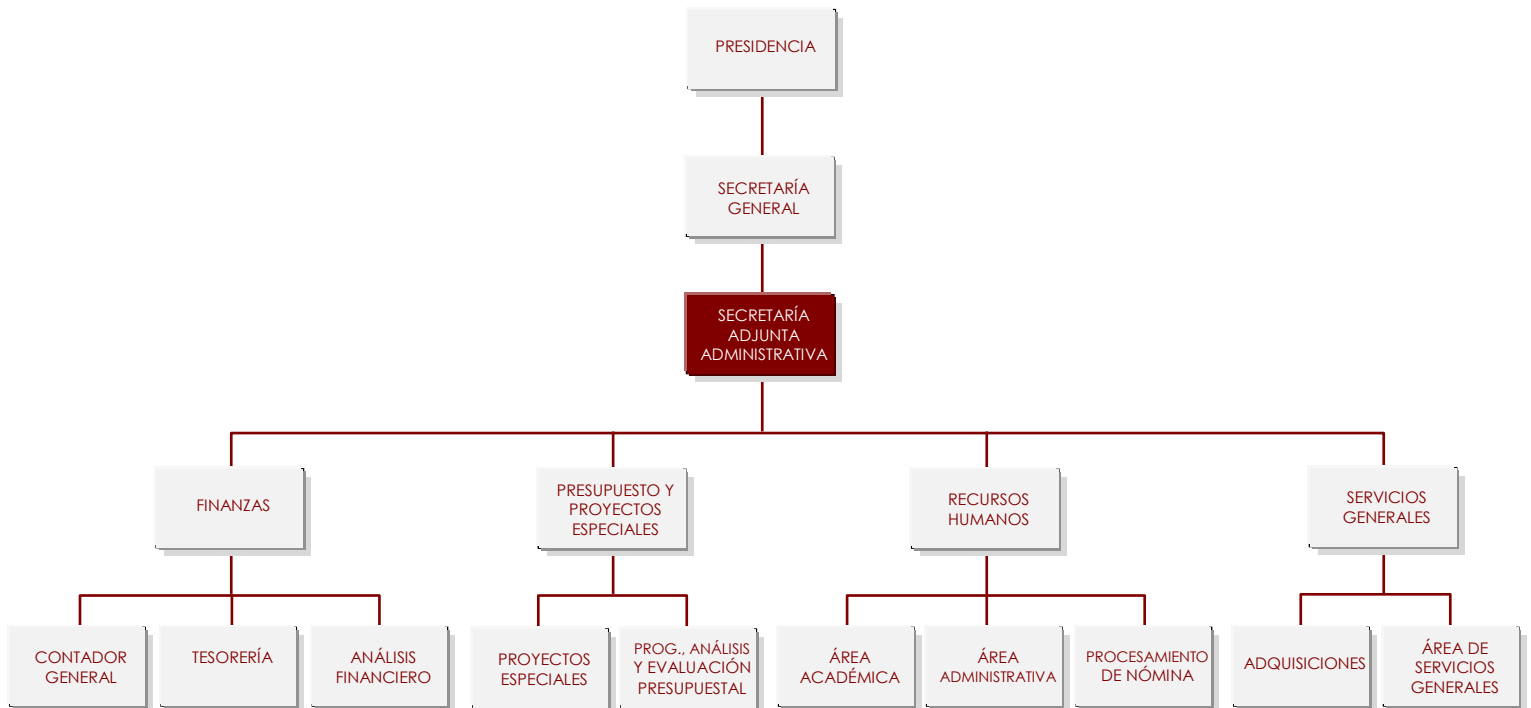 PRESIDENCIA
SECRETARÍA
GENERAL
SECRETARÍA
ADJUNTA
ADMINISTRATIVA
FINANZAS
PRESUPUESTO Y
PROYECTOS
ESPECIALES
RECURSOS
HUMANOS
SERVICIOS
GENERALES
CONTADOR
GENERAL
TESORERÍA
ANÁLISIS
FINANCIERO
PROYECTOS
ESPECIALES
PROG., ANÁLISIS
Y EVALUACIÓN
PRESUPUESTAL
ÁREA
ACADÉMICA
ÁREA
ADMINISTRATIVA
PROCESAMIENTO
DE NÓMINA
ADQUISICIONES
ÁREA DE
SERVICIOS
GENERALES